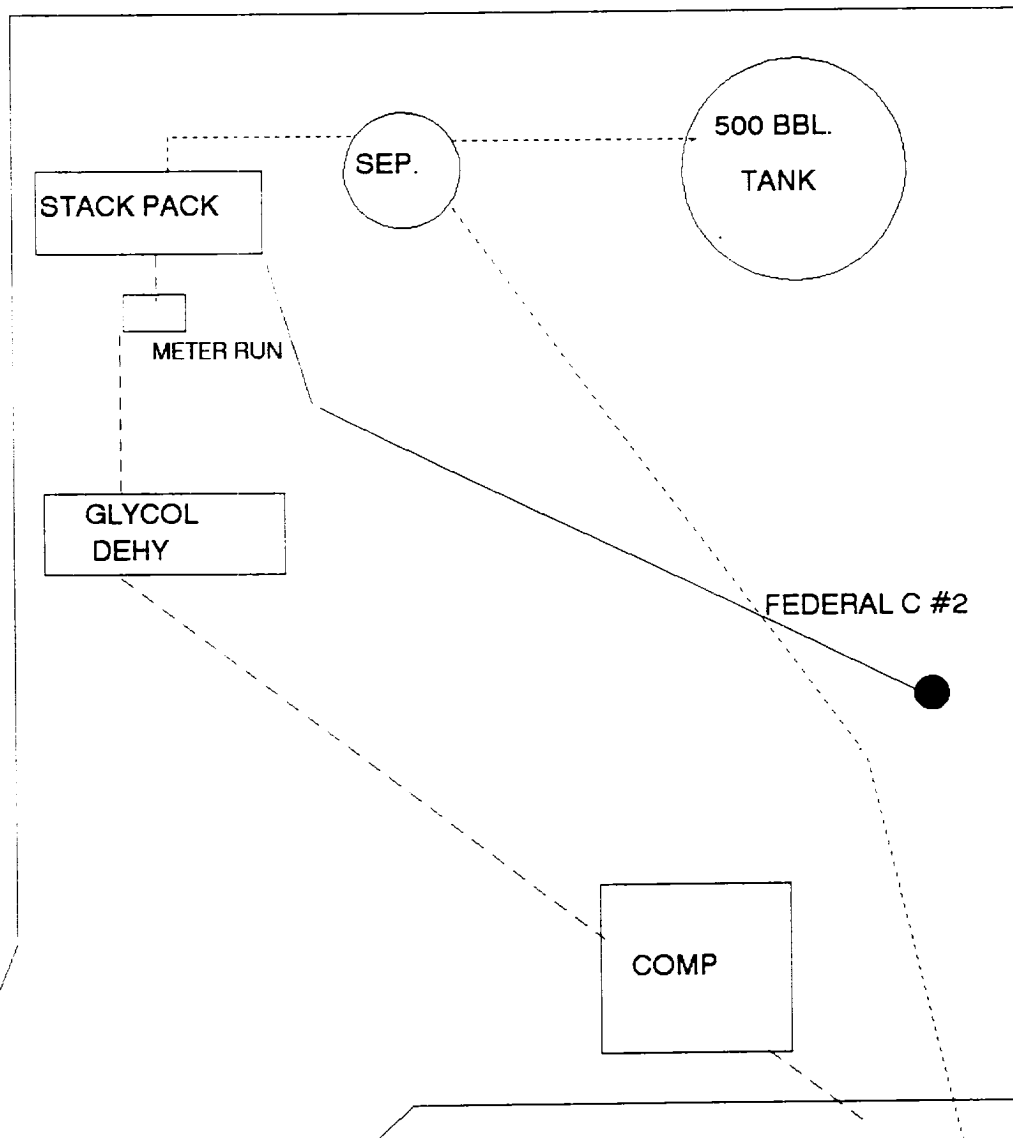 500 BBL.
TANK
SEP.
STACK PACK
METER RUN
GLYCOL
DEHY
FEDERAL C #2
COMP